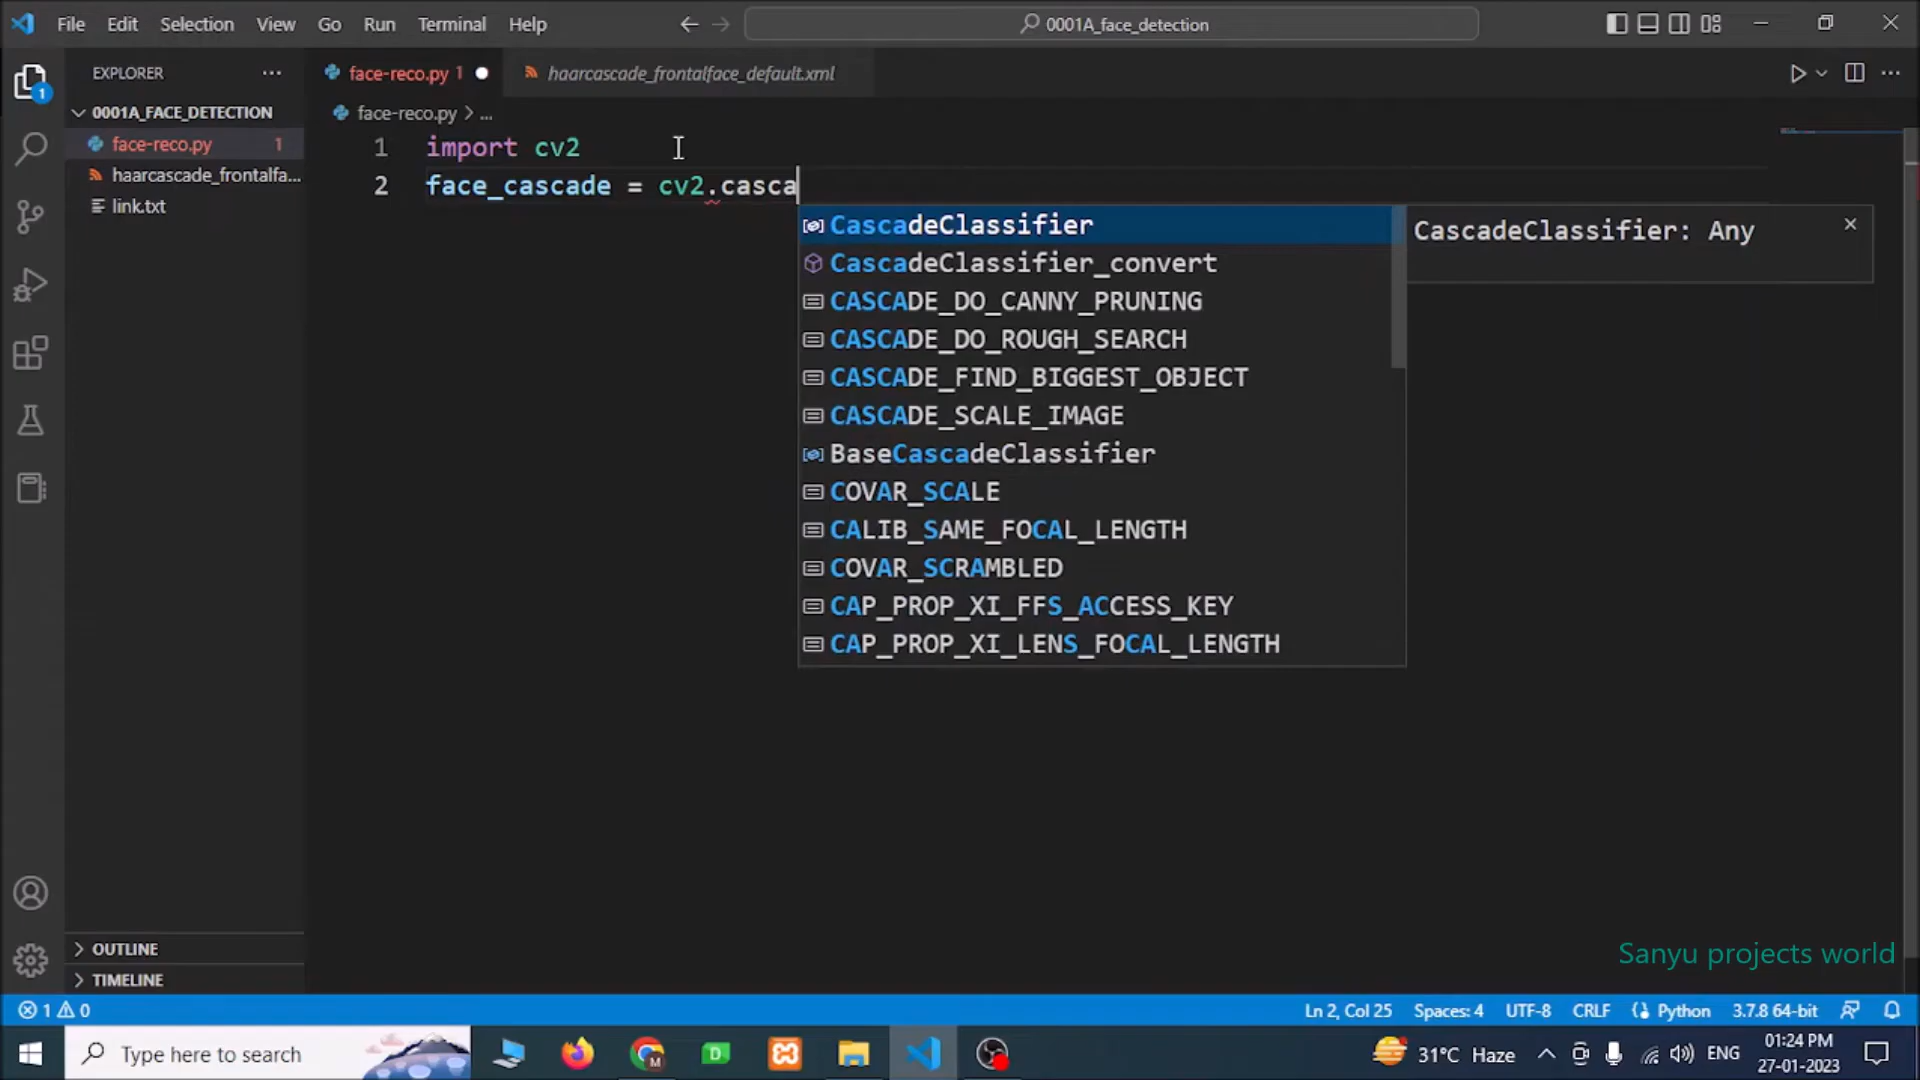 File Edit Selection View Go Run Terminal Help
0001A_face_detection
EXPLORER
face-reco.py 1
haarcascade_frontalface_default.xml
0001A_FACE_DETECTION
face-reco.py > ...
face-reco.py 1
haarcascade_frontalfa...
link.txt
1 import cv2
2 face_cascade = cv2.casca
CascadeClassifier
CascadeClassifier: Any
CascadeClassifier_convert
CASCADE_DO_CANNY_PRUNING
CASCADE_DO_ROUGH_SEARCH
CASCADE_FIND_BIGGEST_OBJECT
CASCADE_SCALE_IMAGE
BaseCascadeClassifier
COVAR_SCALE
CALIB_SAME_FOCAL_LENGTH
COVAR_SCRAMBLED
CAP_PROP_XI_FFS_ACCESS_KEY
CAP_PROP_XI_LENS_FOCAL_LENGTH
OUTLINE
TIMELINE
Sanyu projects world
1 0
Ln 2, Col 25 Spaces: 4 UTF-8 CRLF Python 3.7.8 64-bit
Type here to search
31°C Haze
ENG
01:24 PM
27-01-2023